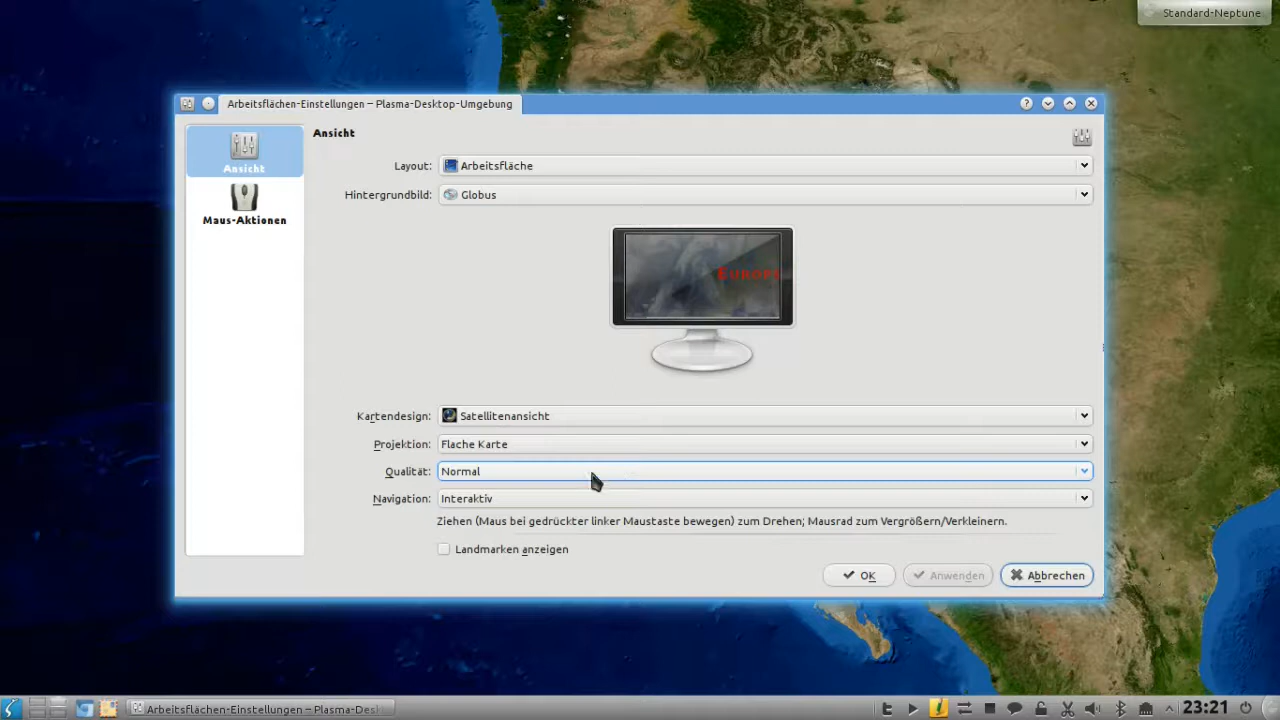 Standard-Neptune
Arbeitsflächen-Einstellungen – Plasma-Desktop-Umgebung
Ansicht
Maus-Aktionen
Ansicht
Layout: Arbeitsfläche
Hintergrundbild: Globus
Europe
Kartendesign: Satellitenansicht
Projektion: Flache Karte
Qualität: Normal
Navigation: Interaktiv
Ziehen (Maus bei gedrückter linker Maustaste bewegen) zum Drehen; Mausrad zum Vergrößern/Verkleinern.
Landmarken anzeigen
OK Anwenden Abbrechen
Arbeitsflächen-Einstellungen – Plasma-Desk 23:21